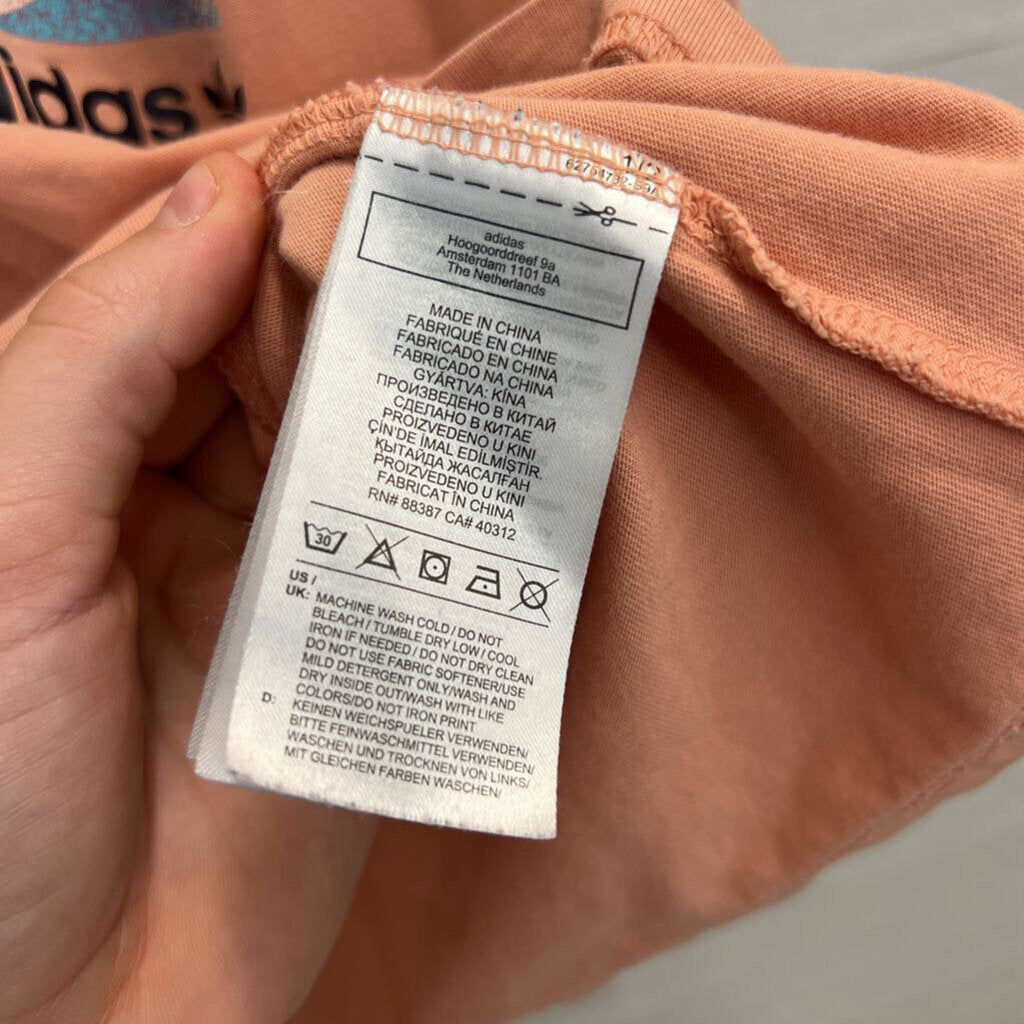 adidas
adidas
Hoogoorddreef 9a
Amsterdam 1101 BA
The Netherlands
MADE IN CHINA
FABRIQUÉ EN CHINE
FABRICADO EN CHINA
FABRICADO NA CHINA
GYÁRTVA: KÍNA
ПРОИЗВЕДЕНО В КИТАЙ
СДЕЛАНО В КИТАЕ
PROIZVEDENO U KINI
ÇİN'DE İMAL EDİLMİŞTİR.
ҚЫТАЙДА ЖАСАЛҒАН
PROIZVEDENO U KINI
FABRICAT ÎN CHINA
RN# 88387 CA# 40312
30
US /
UK: MACHINE WASH COLD / DO NOT
BLEACH / TUMBLE DRY LOW / COOL
IRON IF NEEDED / DO NOT DRY CLEAN
DO NOT USE FABRIC SOFTENER/USE
MILD DETERGENT ONLY/WASH AND
DRY INSIDE OUT/WASH WITH LIKE
COLORS/DO NOT IRON PRINT
D: KEINEN WEICHSPUELER VERWENDEN/
BITTE FEINWASCHMITTEL VERWENDEN/
WASCHEN UND TROCKNEN VON LINKS/
MIT GLEICHEN FARBEN WASCHEN/